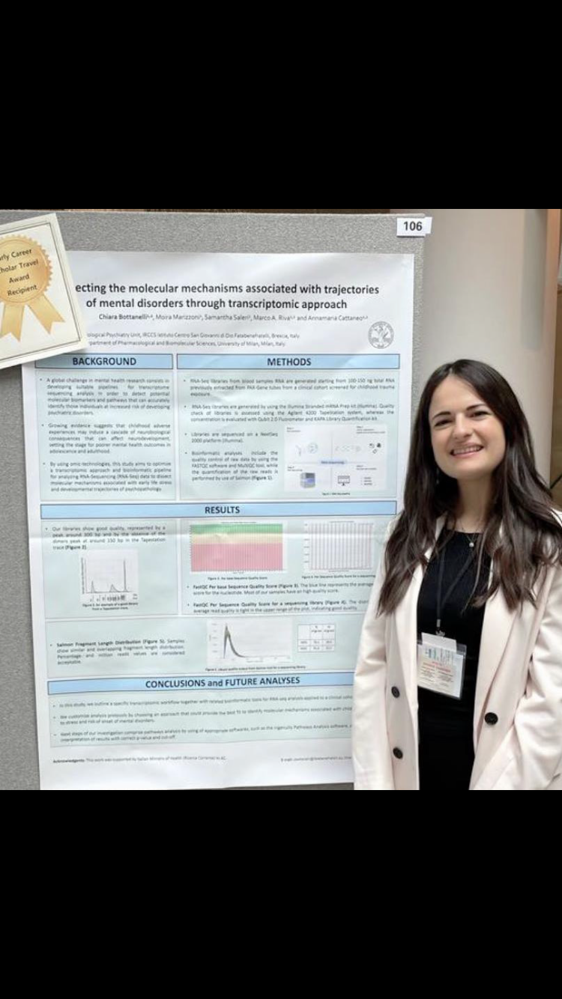 106
rly Career
holar Travel
Award
Recipient
ecting the molecular mechanisms associated with trajectories
of mental disorders through transcriptomic approach
Chiara Bottanelli, Moira Marizzoni, Samantha Saleri, Marco A. Riva and Annamaria Cattaneo
ological Psychiatry Unit, IRCCS Istituto Centro San Giovanni di Dio Fatebenefratelli, Brescia, Italy
partment of Pharmacological and Biomolecular Sciences, University of Milan, Milan, Italy
BACKGROUND
• A global challenge in mental health research consists in
developing suitable pipelines for transcriptome
sequencing analysis in order to detect potential
molecular biomarkers and pathways that can accurately
identify those individuals at increased risk of developing
psychiatric disorders.
• Growing evidence suggests that childhood adverse
experiences may induce a cascade of neurobiological
consequences that can affect neurodevelopment,
setting the stage for poorer mental health outcomes in
adolescence and adulthood.
• By using omic technologies, this study aims to optimize
a transcriptomic approach and bioinformatic pipeline
for analyzing RNA-Sequencing (RNA-Seq) data to dissect
molecular mechanisms associated with early life stress
and developmental trajectories of psychopathology.
METHODS
• RNA-Seq libraries from blood samples RNA are generated starting from 100-150 ng total RNA
previously extracted from PAX-Gene tubes from a clinical cohort screened for childhood trauma
exposure.
• RNA-Seq libraries are generated by using the Illumina Stranded mRNA Prep kit (Illumina). Quality
check of libraries is assessed using the Agilent 4200 TapeStation system, whereas the
concentration is evaluated with Qubit 2.0 Fluorometer and KAPA Library Quantification kit.
• Libraries are sequenced on a NextSeq
2000 platform (Illumina).
• Bioinformatic analyses include the
quality control of raw data by using the
FASTQC software and MultiQC tool, while
the quantification of the raw reads is
performed by use of Salmon (Figure 1).
RESULTS
• Our libraries show good quality, represented by a
peak around 300 bp and by the absence of the
dimers peak at around 150 bp in the Tapestation
trace (Figure 2).
Figure 3. Per base Sequence Quality Score
• FastQC Per base Sequence Quality Score (Figure 3). The blue line represents the average
score for the nucleotide. Most of our samples have an high quality score.
• FastQC Per Sequence Quality Score for a sequencing library (Figure 4). The
average read quality is tight in the upper range of the plot, indicating good quality.
• Salmon Fragment Length Distribution (Figure 5). Samples
show similar and overlapping fragment length distribution.
Percentage and million reads values are considered
acceptable.
CONCLUSIONS and FUTURE ANALYSES
• In this study, we outline a specific transcriptomic workflow together with related bioinformatic tools for RNA-seq analysis applied to a clinical
• We customize analysis protocols by choosing an approach that could provide the best fit to identify molecular mechanisms associated with
to stress and risk of onset of mental disorders.
• Next steps of our investigation comprise pathways analysis by using of appropriate softwares, such as the Ingenuity Pathways Analysis software,
interpretation of results with correct p-value and cut-off.
Acknowledgents: This work was supported by Italian Ministry of Health (Ricerca Corrente) to AC.